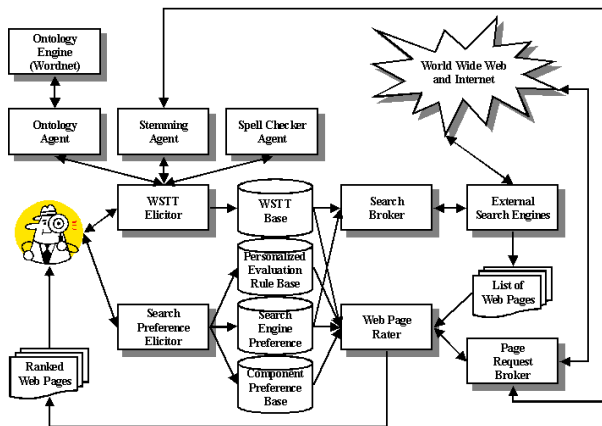 Ontology
Engine
(Wordnet)
World Wide Web
and Internet
Ontology
Agent
Stemming
Agent
Spell Checker
Agent
WSTT
Elicitor
WSTT
Base
Search
Broker
External
Search Engines
Personalized
Evaluation
Rule Base
Search
Preference
Elicitor
Search
Engine
Preference
Web Page
Rater
List of
Web Pages
Ranked
Web Pages
Component
Preference
Base
Page
Request
Broker